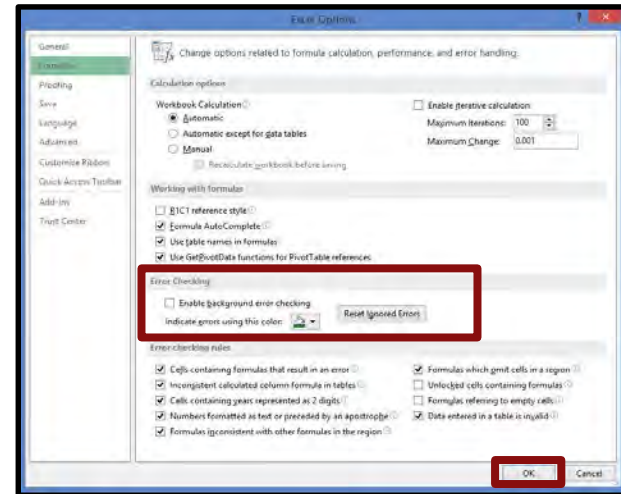 Excel Options
General
Formulas
Proofing
Save
Language
Advanced
Customize Ribbon
Quick Access Toolbar
Add-Ins
Trust Center
Change options related to formula calculation, performance, and error handling.
Calculation options
Workbook Calculation
Automatic
Automatic except for data tables
Manual
Recalculate workbook before saving
Enable iterative calculation
Maximum Iterations: 100
Maximum Change: 0.001
Working with formulas
R1C1 reference style
Formula AutoComplete
Use table names in formulas
Use GetPivotData functions for PivotTable references
Error Checking
Enable background error checking
Indicate errors using this color:
Reset Ignored Errors
Error checking rules
Cells containing formulas that result in an error
Inconsistent calculated column formula in tables
Cells containing years represented as 2 digits
Numbers formatted as text or preceded by an apostrophe
Formulas inconsistent with other formulas in the region
Formulas which omit cells in a region
Unlocked cells containing formulas
Formulas referring to empty cells
Data entered in a table is invalid
OK
Cancel